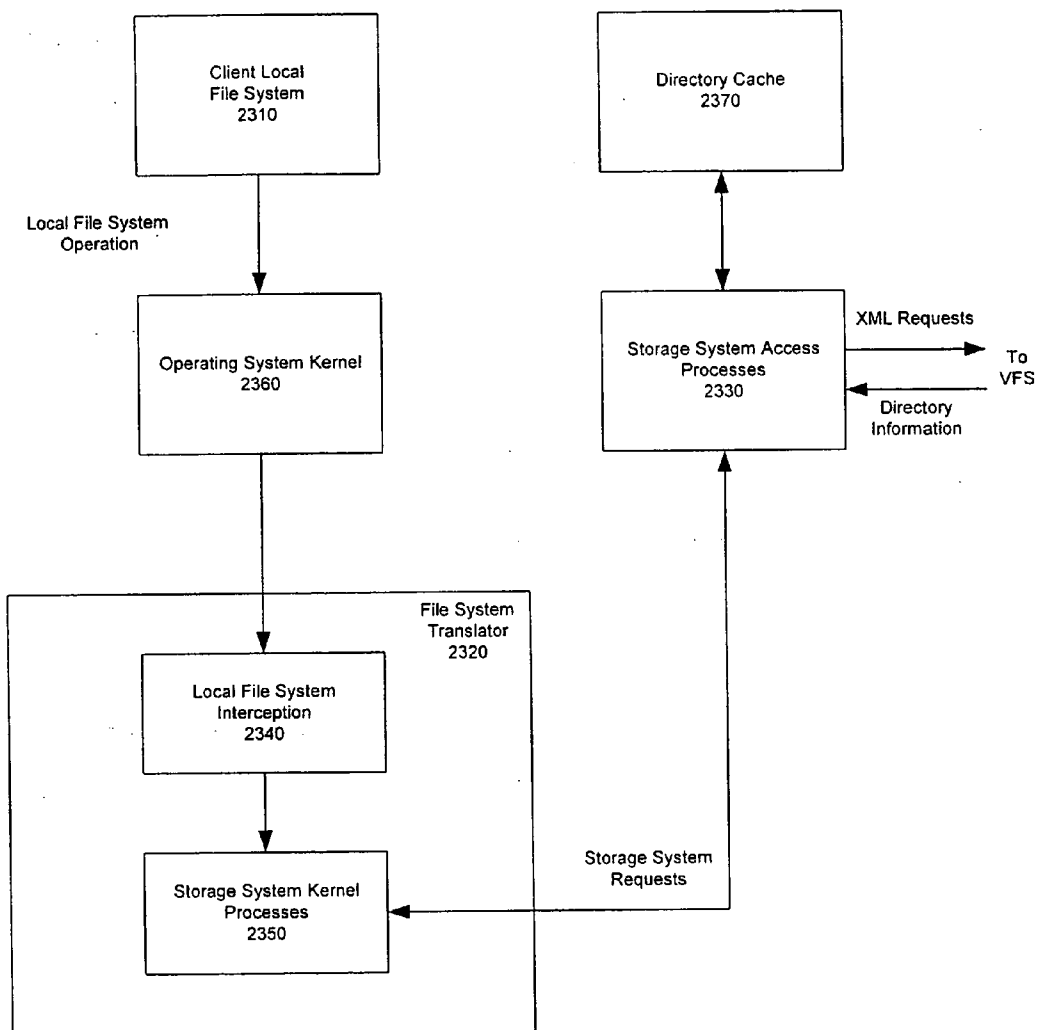 Client Local
File System
2310
Directory Cache
2370
Local File System
Operation
Operating System Kernel
2360
Storage System Access
Processes
2330
XML Requests
To
VFS
Directory
Information
File System
Translator
2320
Local File System
Interception
2340
Storage System Kernel
Processes
2350
Storage System
Requests